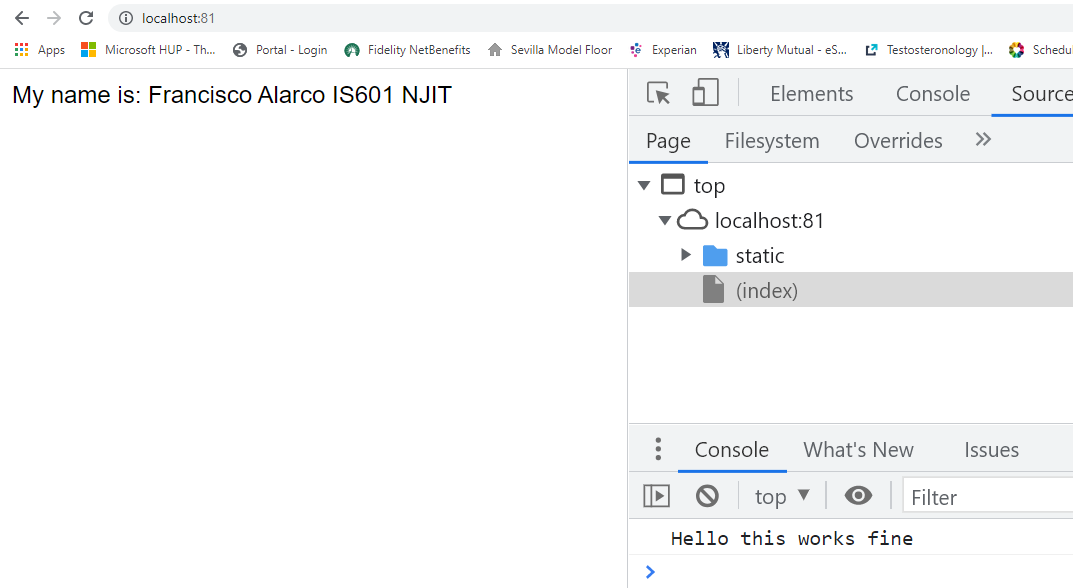 localhost:81
Apps Microsoft HUP - Th... Portal - Login Fidelity NetBenefits Sevilla Model Floor Experian Liberty Mutual - eS... Testosteronology |... Schedu
My name is: Francisco Alarco IS601 NJIT
Elements Console Source
Page Filesystem Overrides
top
localhost:81
static
(index)
Console What's New Issues
top Filter
Hello this works fine